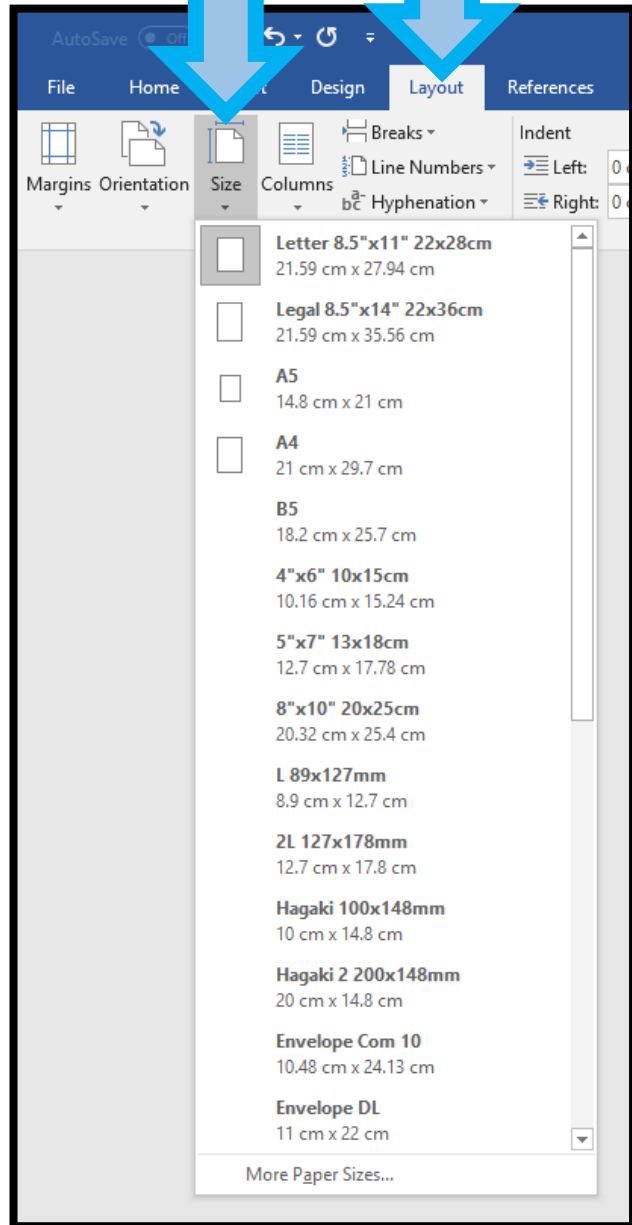 AutoSave Off
File Home t Design Layout References
Margins Orientation Size Columns
Breaks
Line Numbers
Hyphenation
Indent
Left: 0 c
Right: 0 c
Letter 8.5"x11" 22x28cm
21.59 cm x 27.94 cm
Legal 8.5"x14" 22x36cm
21.59 cm x 35.56 cm
A5
14.8 cm x 21 cm
A4
21 cm x 29.7 cm
B5
18.2 cm x 25.7 cm
4"x6" 10x15cm
10.16 cm x 15.24 cm
5"x7" 13x18cm
12.7 cm x 17.78 cm
8"x10" 20x25cm
20.32 cm x 25.4 cm
L 89x127mm
8.9 cm x 12.7 cm
2L 127x178mm
12.7 cm x 17.8 cm
Hagaki 100x148mm
10 cm x 14.8 cm
Hagaki 2 200x148mm
20 cm x 14.8 cm
Envelope Com 10
10.48 cm x 24.13 cm
Envelope DL
11 cm x 22 cm
More Paper Sizes...